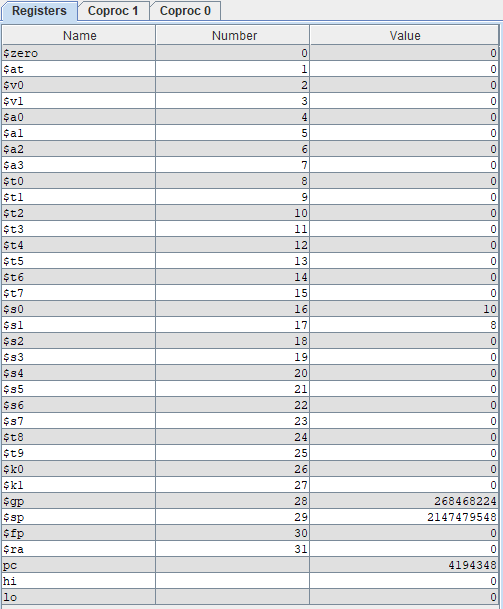 Registers Coproc 1 Coproc 0
Name Number Value
$zero 0 0
$at 1 0
$v0 2 0
$v1 3 0
$a0 4 0
$a1 5 0
$a2 6 0
$a3 7 0
$t0 8 0
$t1 9 0
$t2 10 0
$t3 11 0
$t4 12 0
$t5 13 0
$t6 14 0
$t7 15 0
$s0 16 10
$s1 17 8
$s2 18 0
$s3 19 0
$s4 20 0
$s5 21 0
$s6 22 0
$s7 23 0
$t8 24 0
$t9 25 0
$k0 26 0
$k1 27 0
$gp 28 268468224
$sp 29 2147479548
$fp 30 0
$ra 31 0
pc 4194348
hi 0
lo 0